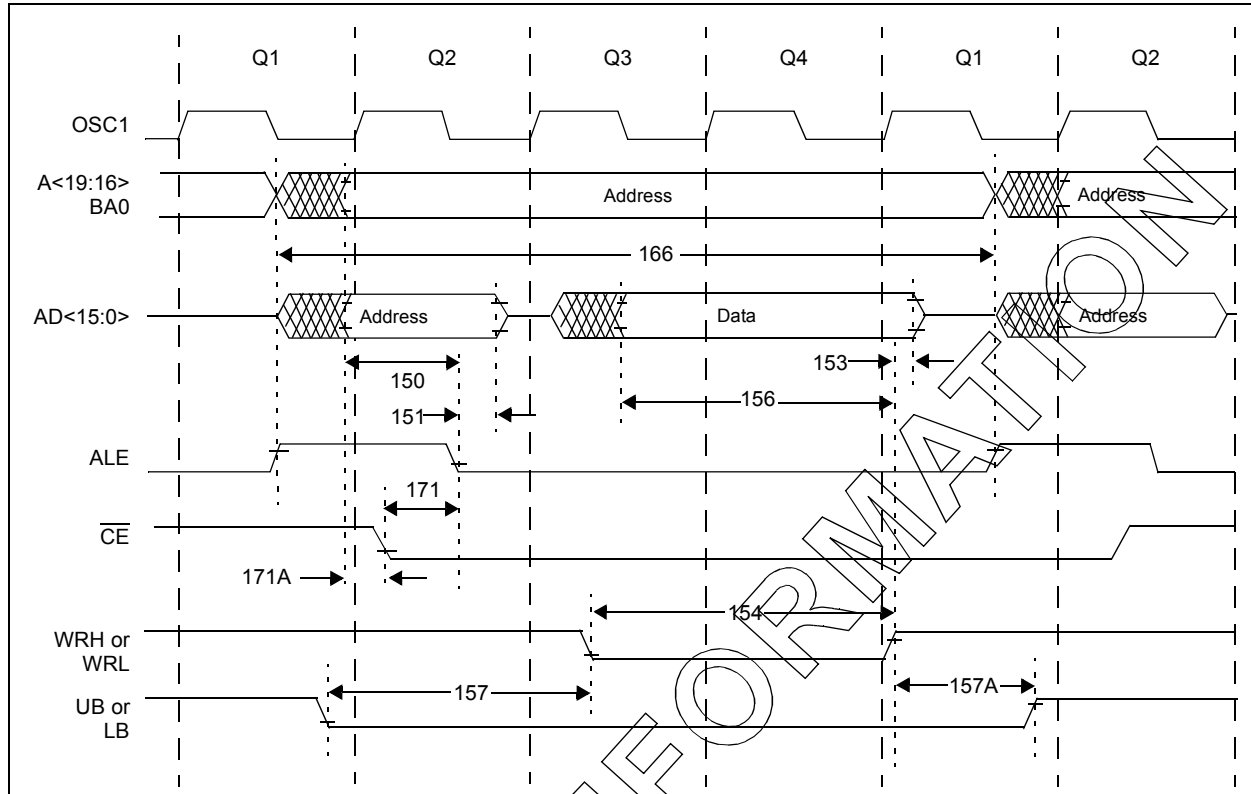 Q1 Q2 Q3 Q4 Q1 Q2
OSC1
A<19:16>
BA0
Address
Address
166
AD<15:0>
Address
Data
Address
150
153
151
156
ALE
171
CE
171A
154
WRH or
WRL
157
157A
UB or
LB
FORMATION